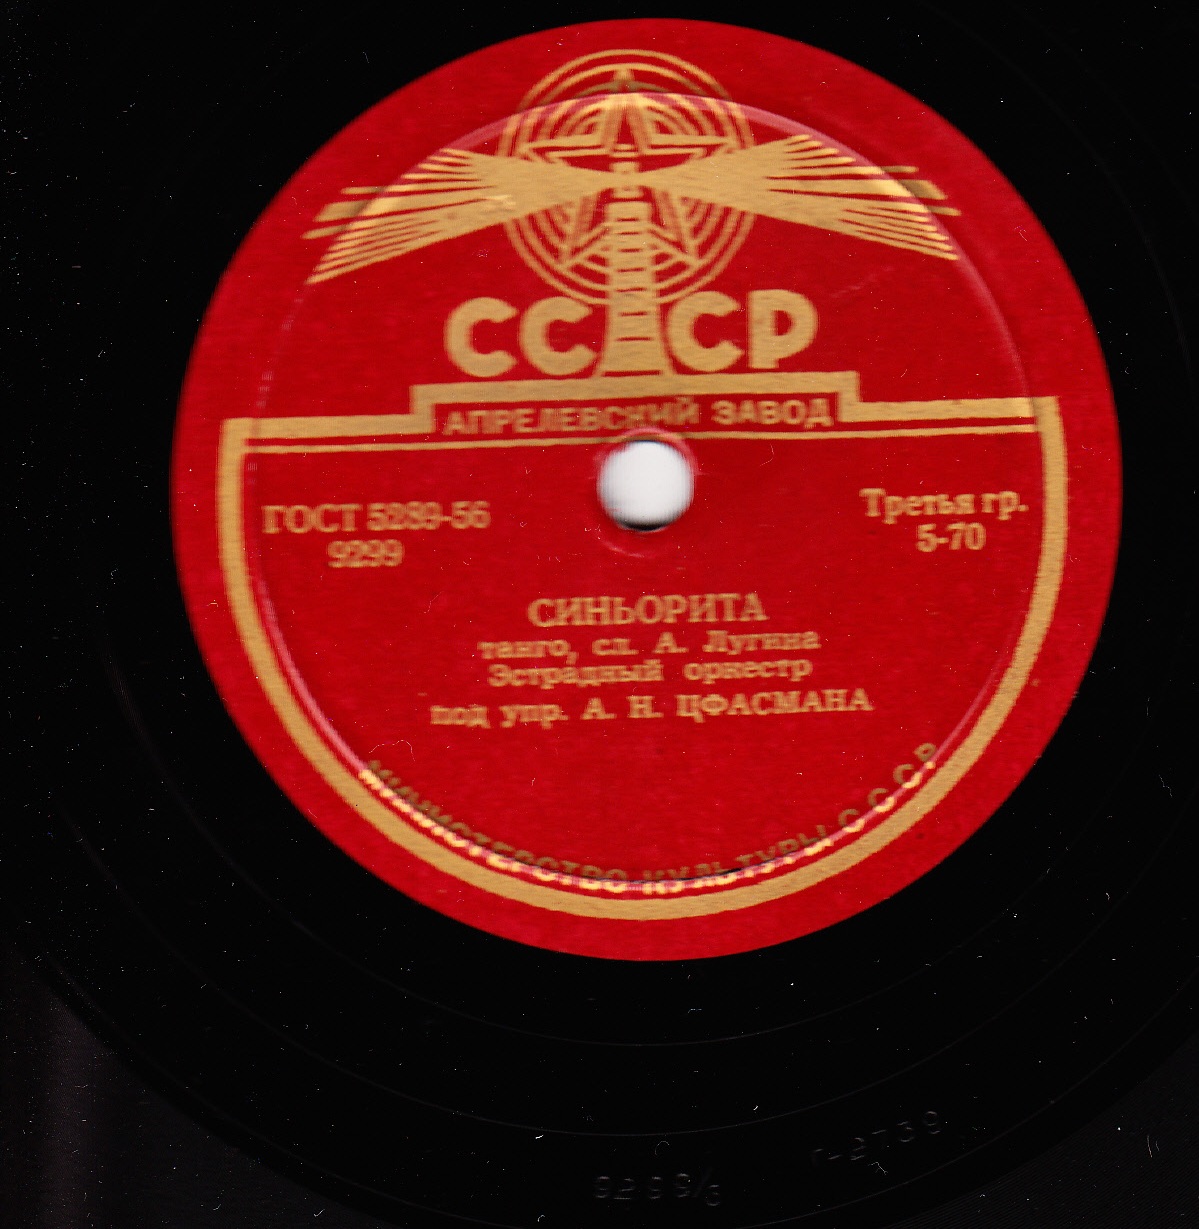 СССР
АПРЕЛЕВСКИЙ ЗАВОД
ГОСТ 5289-56
9299
Третья гр.
5-70
СИНЬОРИТА
танго, сл. А. Лугина
Эстрадный оркестр
под упр. А. Н. ЦФАСМАНА
МИНИСТЕРСТВО КУЛЬТУРЫ СССР